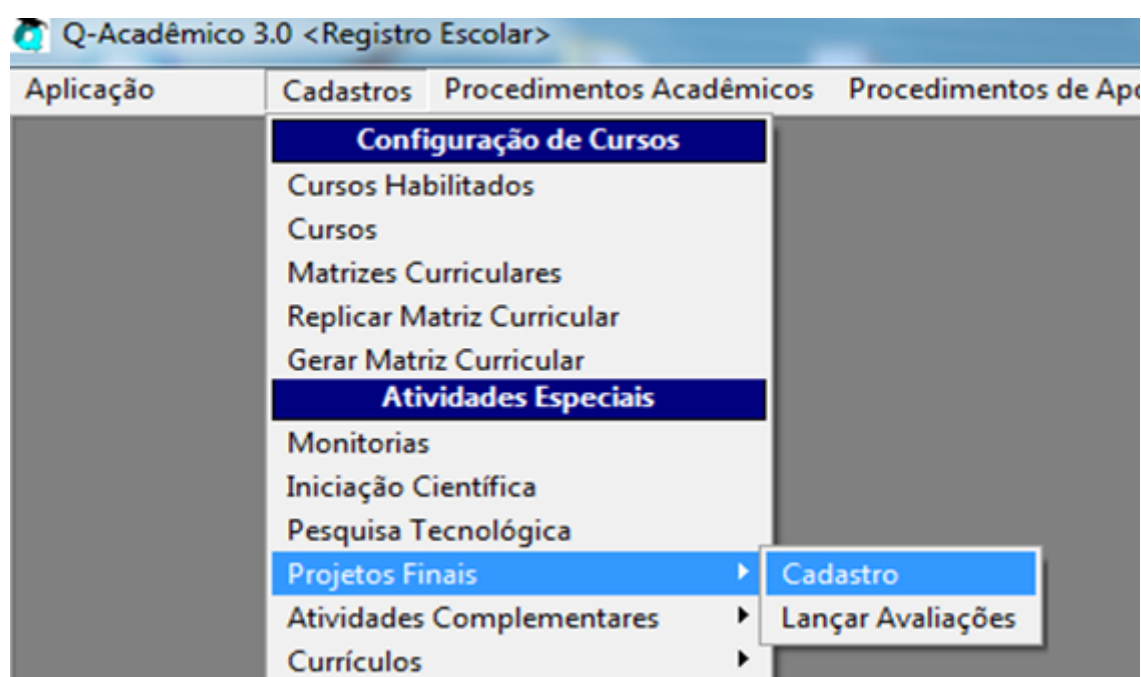 Q-Acadêmico 3.0 <Registro Escolar>
Aplicação Cadastros Procedimentos Acadêmicos Procedimentos de
Configuração de Cursos
Cursos Habilitados
Cursos
Matrizes Curriculares
Replicar Matriz Curricular
Gerar Matriz Curricular
Atividades Especiais
Monitorias
Iniciação Científica
Pesquisa Tecnológica
Projetos Finais Cadastro
Atividades Complementares Lançar Avaliações
Currículos